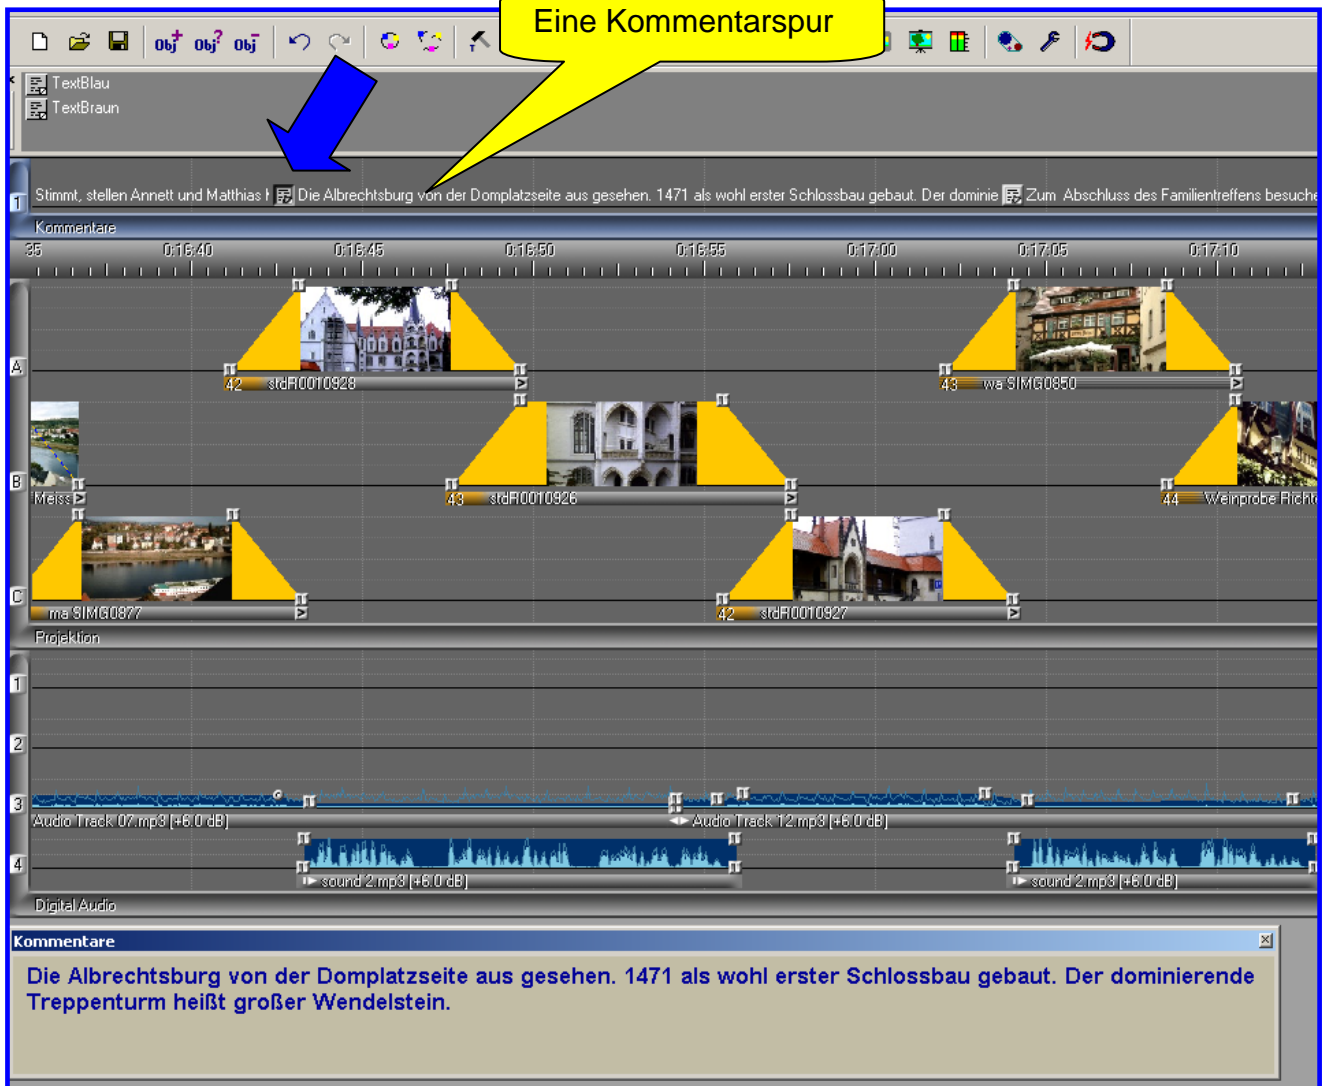 Eine Kommentarspur
obj+ obj? obj-
TextBlau
TextBraun
1 Stimmt, stellen Annett und Matthias Die Albrechtsburg von der Domplatzseite aus gesehen. 1471 als wohl erster Schlossbau gebaut. Der dominie Zum Abschluss des Familientreffens besuche
Kommentare
35 0:16:40 0:16:45 0:16:50 0:16:55 0:17:00 0:17:05 0:17:10
A
42 stdR0010928 43 wa SIMG0850
B
Meiss 43 stdR0010926 44 Weinprobe Richt
C
ma SIMG0877 42 stdR0010927
Projektion
1
2
3
Audio Track 07.mp3 [+6.0 dB] Audio Track 12.mp3 [+6.0 dB]
4
sound 2.mp3 [+6.0 dB] sound 2.mp3 [+6.0 dB]
Digital Audio
Kommentare
Die Albrechtsburg von der Domplatzseite aus gesehen. 1471 als wohl erster Schlossbau gebaut. Der dominierende
Treppenturm heißt großer Wendelstein.